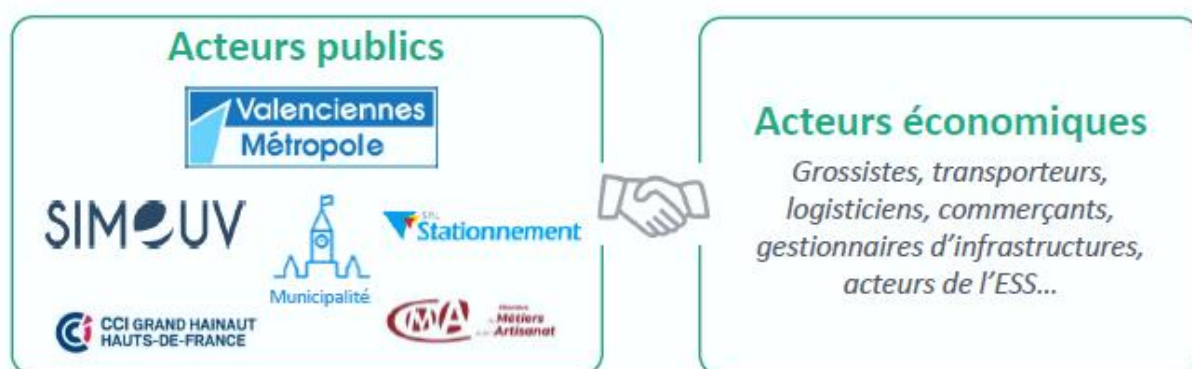 Acteurs publics
Valenciennes
Métropole
SIMOUV
SPL
Stationnement
Municipalité
CCI GRAND HAINAUT
HAUTS-DE-FRANCE
CMA
Métiers
Artisanat
Acteurs économiques
Grossistes, transporteurs,
logisticiens, commerçants,
gestionnaires d’infrastructures,
acteurs de l’ESS…